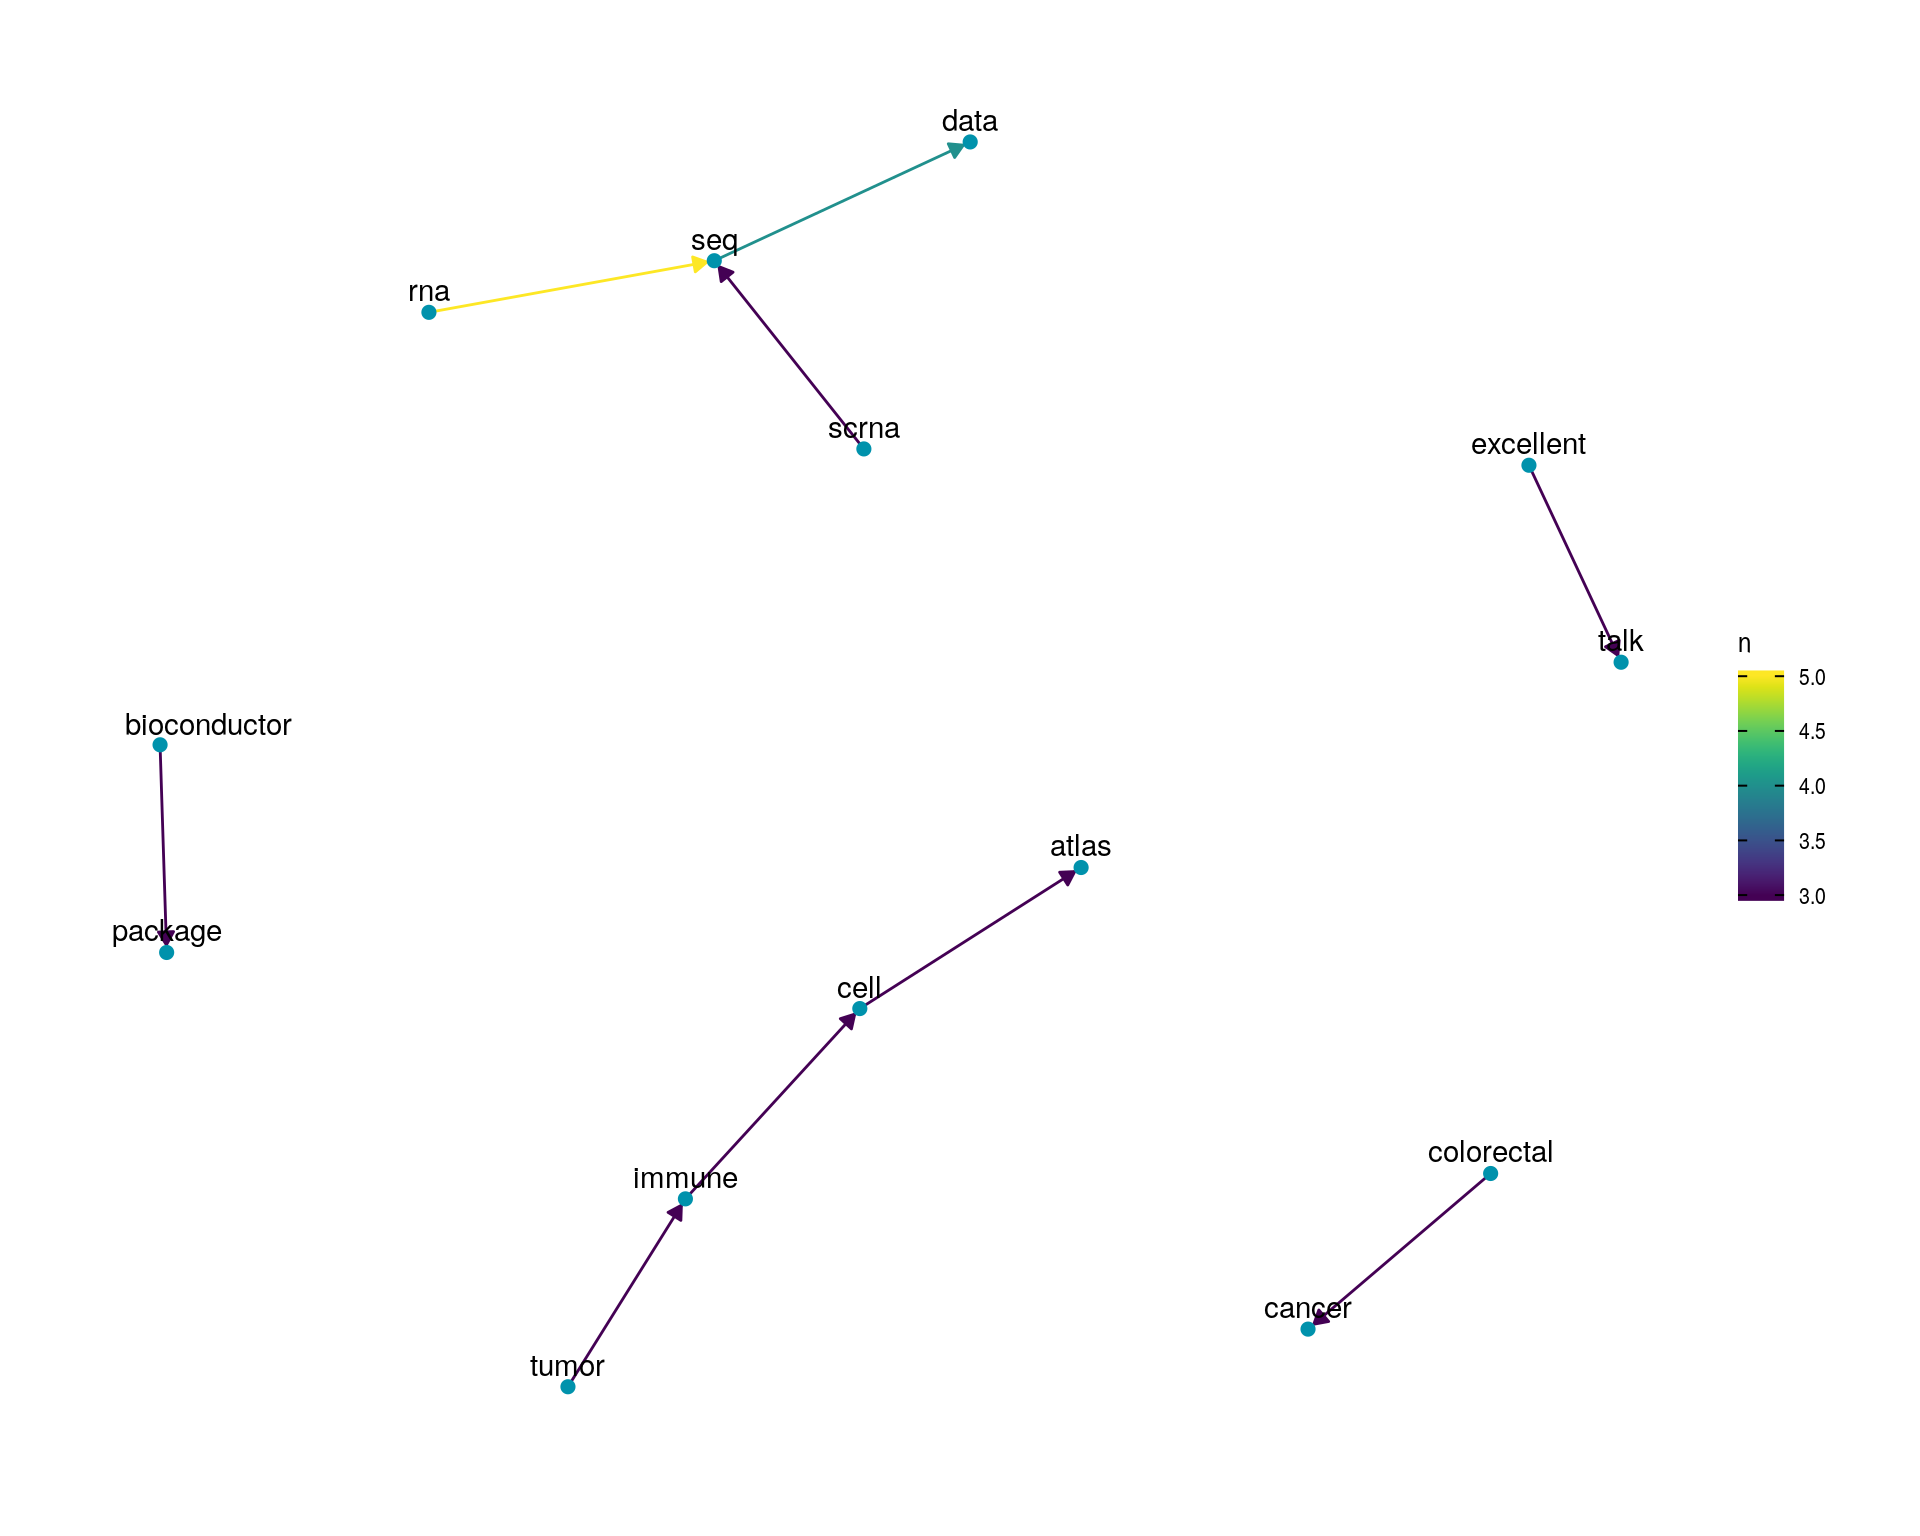 data
seq
rna
scrna
excellent
talk
n
5.0
4.5
4.0
3.5
3.0
bioconductor
package
atlas
cell
immune
colorectal
cancer
tumor